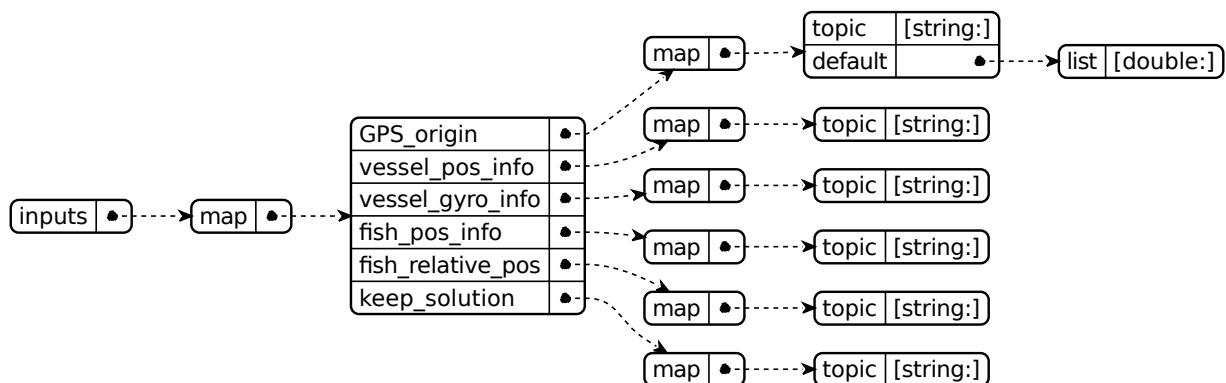 map
topic [string:]
default
list [double:]
GPS_origin
map
topic [string:]
vessel_pos_info
vessel_gyro_info
map
topic [string:]
inputs
map
fish_pos_info
map
topic [string:]
fish_relative_pos
keep_solution
map
topic [string:]
map
topic [string:]